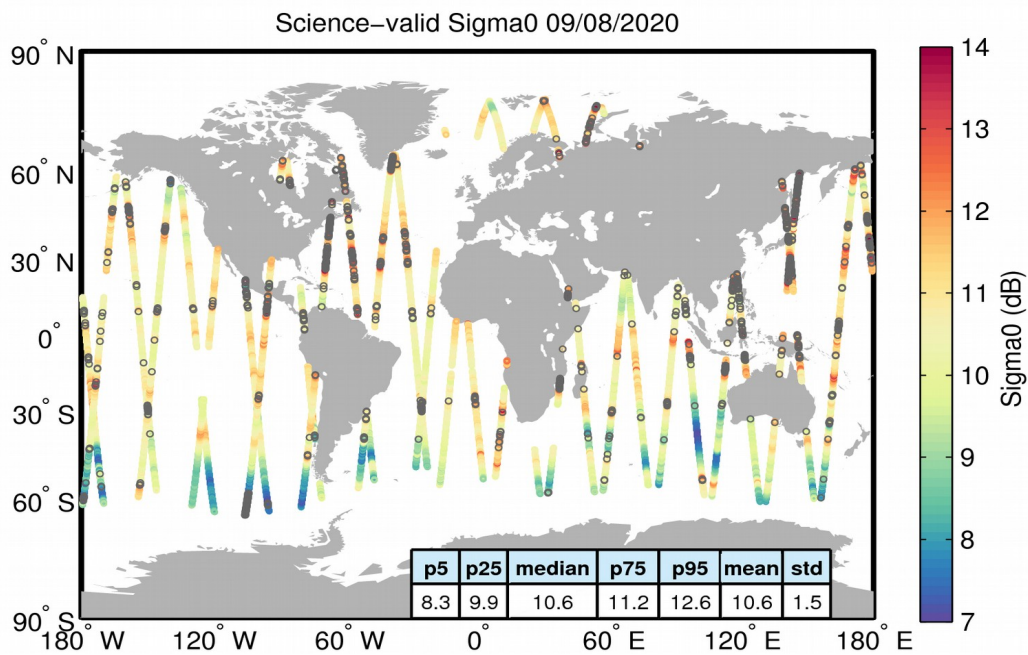 Science−valid Sigma0 09/08/2020
90° N
60° N
30° N
0°
30° S
60° S
90° S
180° W
120° W
60° W
0°
60° E
120° E
180° E
p5 p25 median p75 p95 mean std
8.3 9.9 10.6 11.2 12.6 10.6 1.5
14
13
12
11
10
9
8
7
Sigma0 (dB)